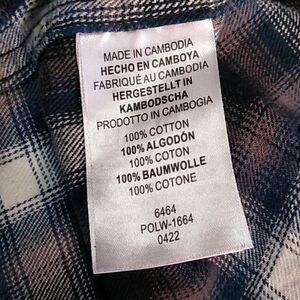 MADE IN CAMBODIA
HECHO EN CAMBOYA
FABRIQUÉ AU CAMBODIA
HERGESTELLT IN
KAMBODSCHA
PRODOTTO IN CAMBOGIA
100% COTTON
100% ALGODÓN
100% COTON
100% BAUMWOLLE
100% COTONE
6464
POLW-1664
0422